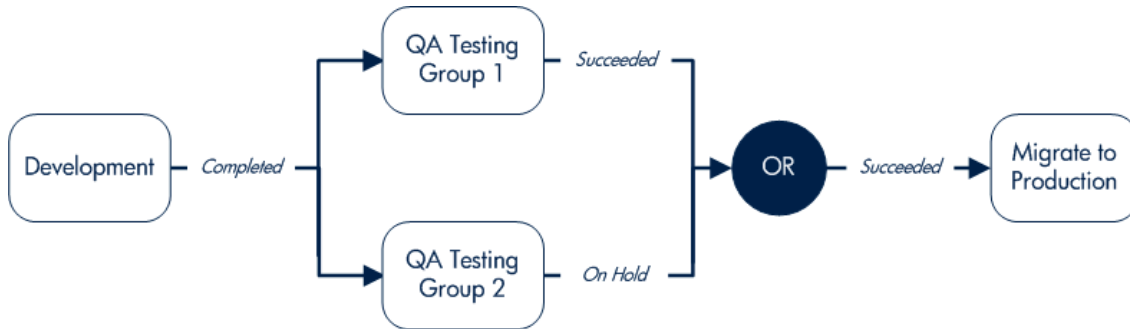 Development
Completed
QA Testing
Group 1
Succeeded
QA Testing
Group 2
On Hold
OR
Succeeded
Migrate to
Production